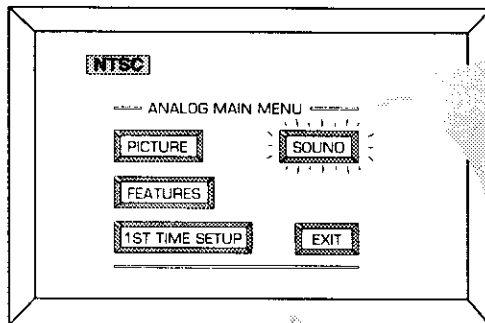 NTSC
ANALOG MAIN MENU
PICTURE SOUND
FEATURES
1ST TIME SETUP EXIT